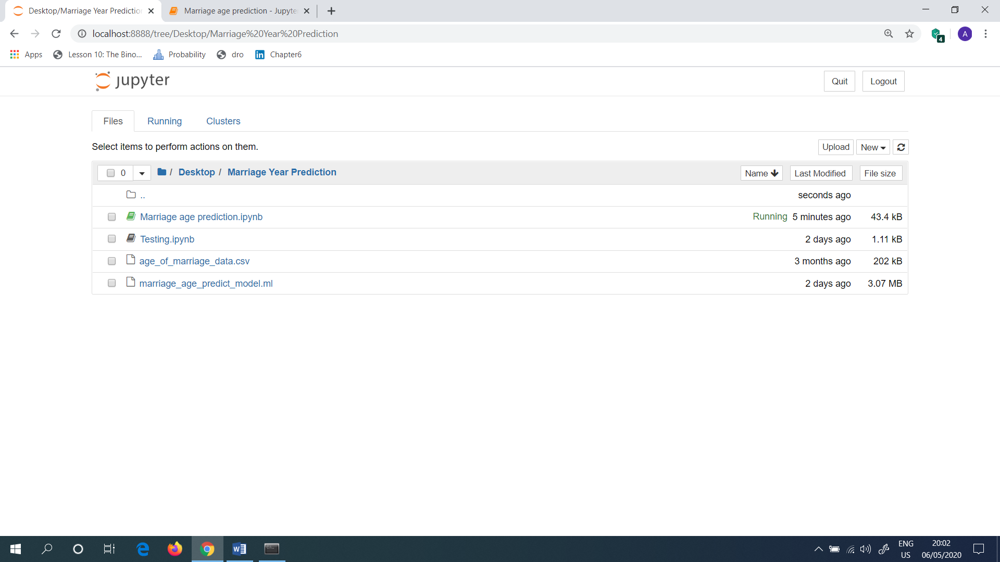 Desktop/Marriage Year Prediction
Marriage age prediction - Jupyte
localhost:8888/tree/Desktop/Marriage%20Year%20Prediction
4
A
Apps
Lesson 10: The Bino...
Probability
dro
in
Chapter6
jupyter
Quit
Logout
Files
Running
Clusters
Select items to perform actions on them.
Upload
New
0
/ Desktop / Marriage Year Prediction
Name
Last Modified
File size
..
seconds ago
Marriage age prediction.ipynb
Running 5 minutes ago 43.4 kB
Testing.ipynb
2 days ago 1.11 kB
age_of_marriage_data.csv
3 months ago 202 kB
marriage_age_predict_model.ml
2 days ago 3.07 MB
ENG
US
20:02
06/05/2020